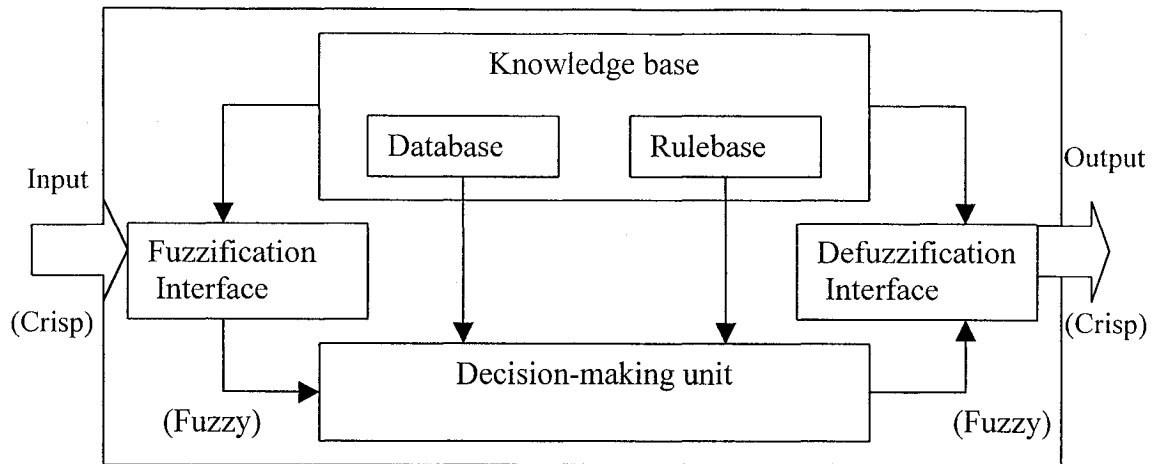 Knowledge base
Database
Rulebase
Input
Output
Fuzzification
Interface
Defuzzification
Interface
(Crisp)
(Crisp)
Decision-making unit
(Fuzzy)
(Fuzzy)